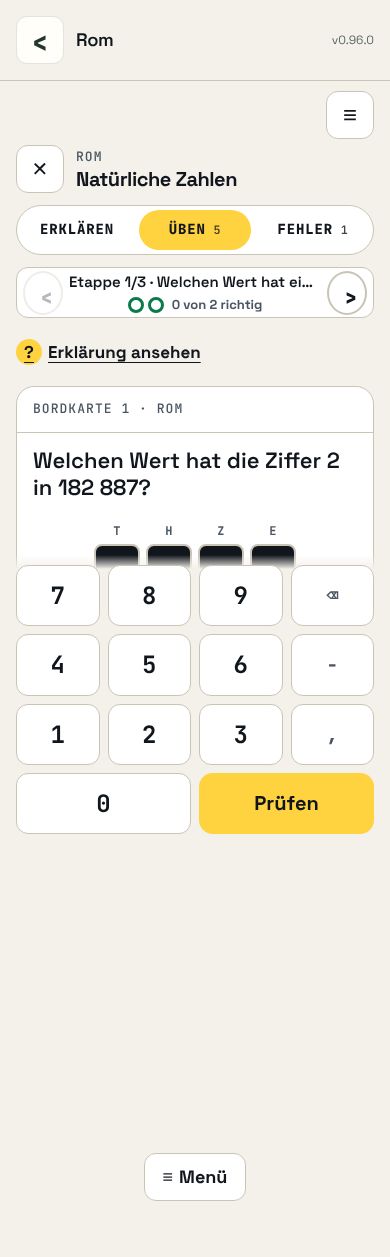 <
Rom
v0.96.0
≡
×
ROM
Natürliche Zahlen
ERKLÄREN
ÜBEN 5
FEHLER 1
<
Etappe 1/3 · Welchen Wert hat ei…
0 von 2 richtig
>
? Erklärung ansehen
BORDKARTE 1 · ROM
Welchen Wert hat die Ziffer 2
in 182 887?
T H Z E
7 8 9 ⌫
4 5 6 -
1 2 3 ,
0 Prüfen
≡ Menü